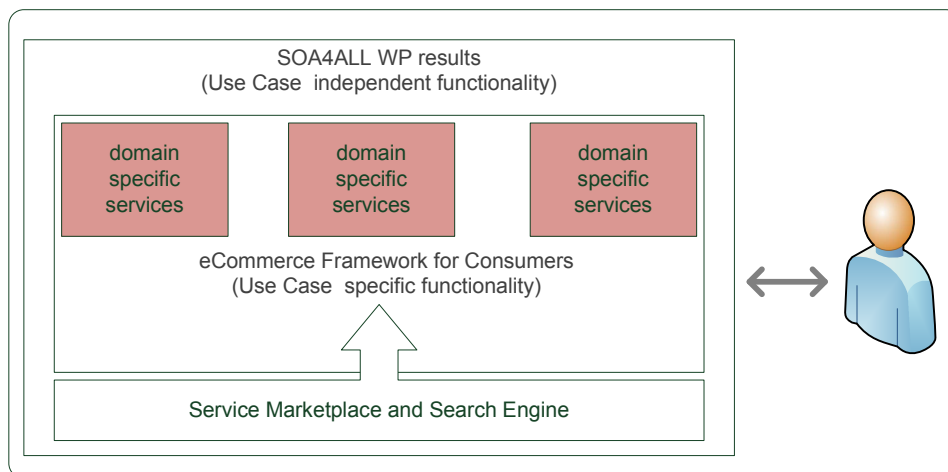 SOA4ALL WP results
(Use Case independent functionality)
domain
specific
services
domain
specific
services
domain
specific
services
eCommerce Framework for Consumers
(Use Case specific functionality)
Service Marketplace and Search Engine